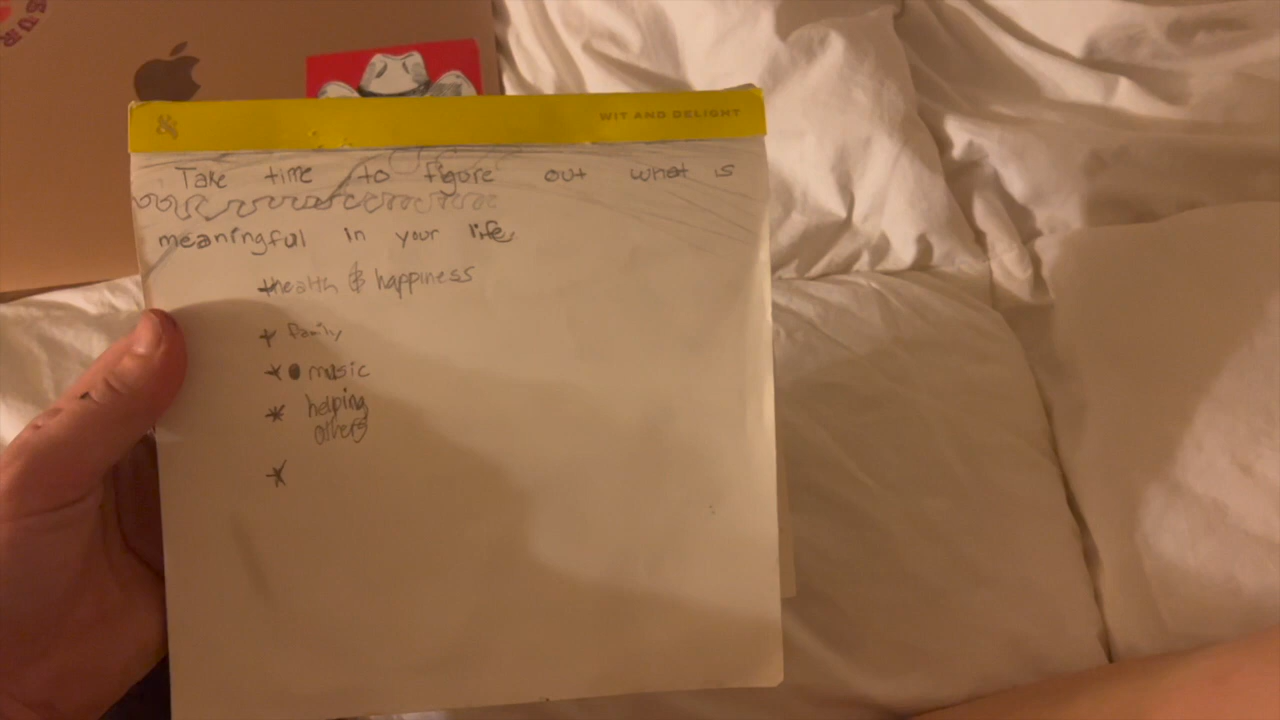 SUR
& WIT AND DELIGHT
Take time to figure out what is
meaningful in your life
*health & happiness
* family
* music
* helping
others
*